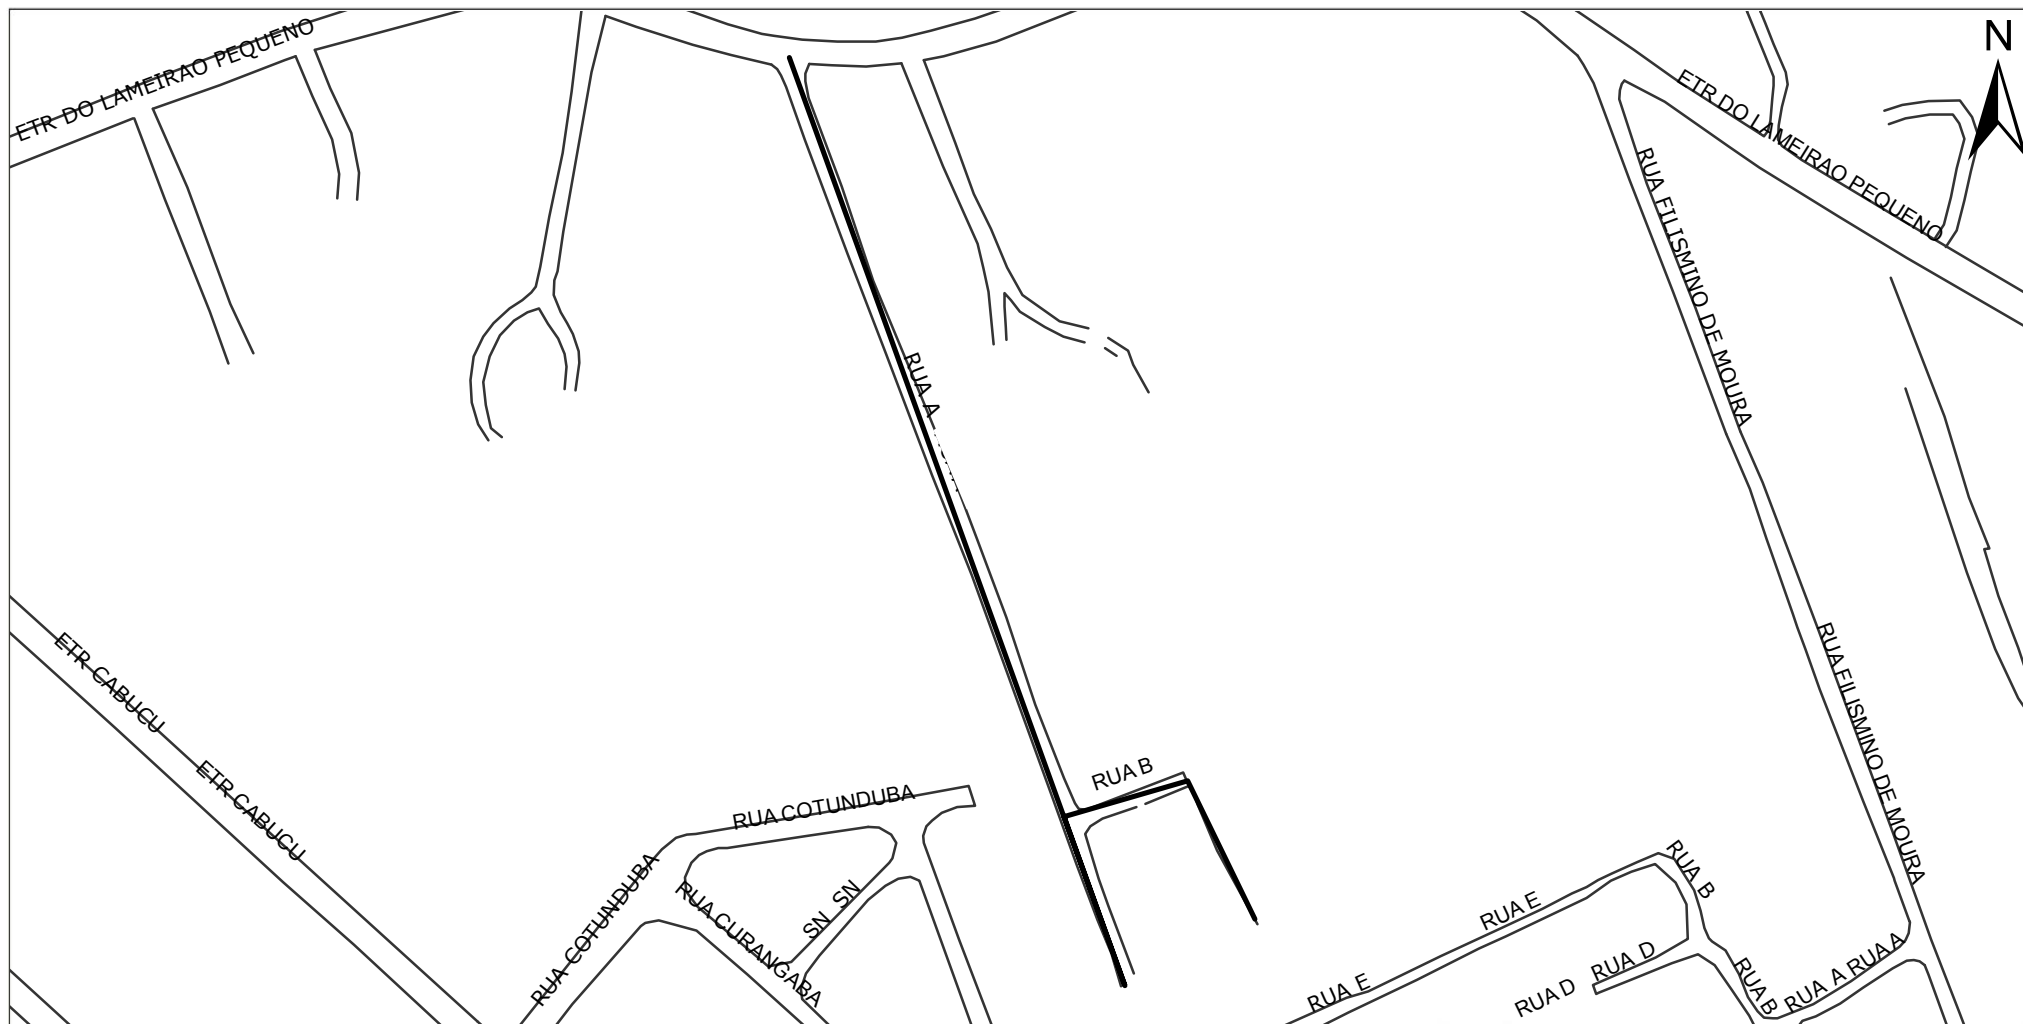 ETR DO LAMEIRAO PEQUENO
N
ETR DO LAMEIRAO PEQUENO
RUA FILISMINO DE MOURA
RUA A
ETR CABUCU
RUA FILISMINO DE MOURA
ETR CABUCU
RUA B
RUA COTUNDUBA
RUA COTUNDUBA
RUA CURANGABA
SN
SN
RUA B
RUA E
RUA E
RUA D
RUA D
RUA B
RUA A
RUA A